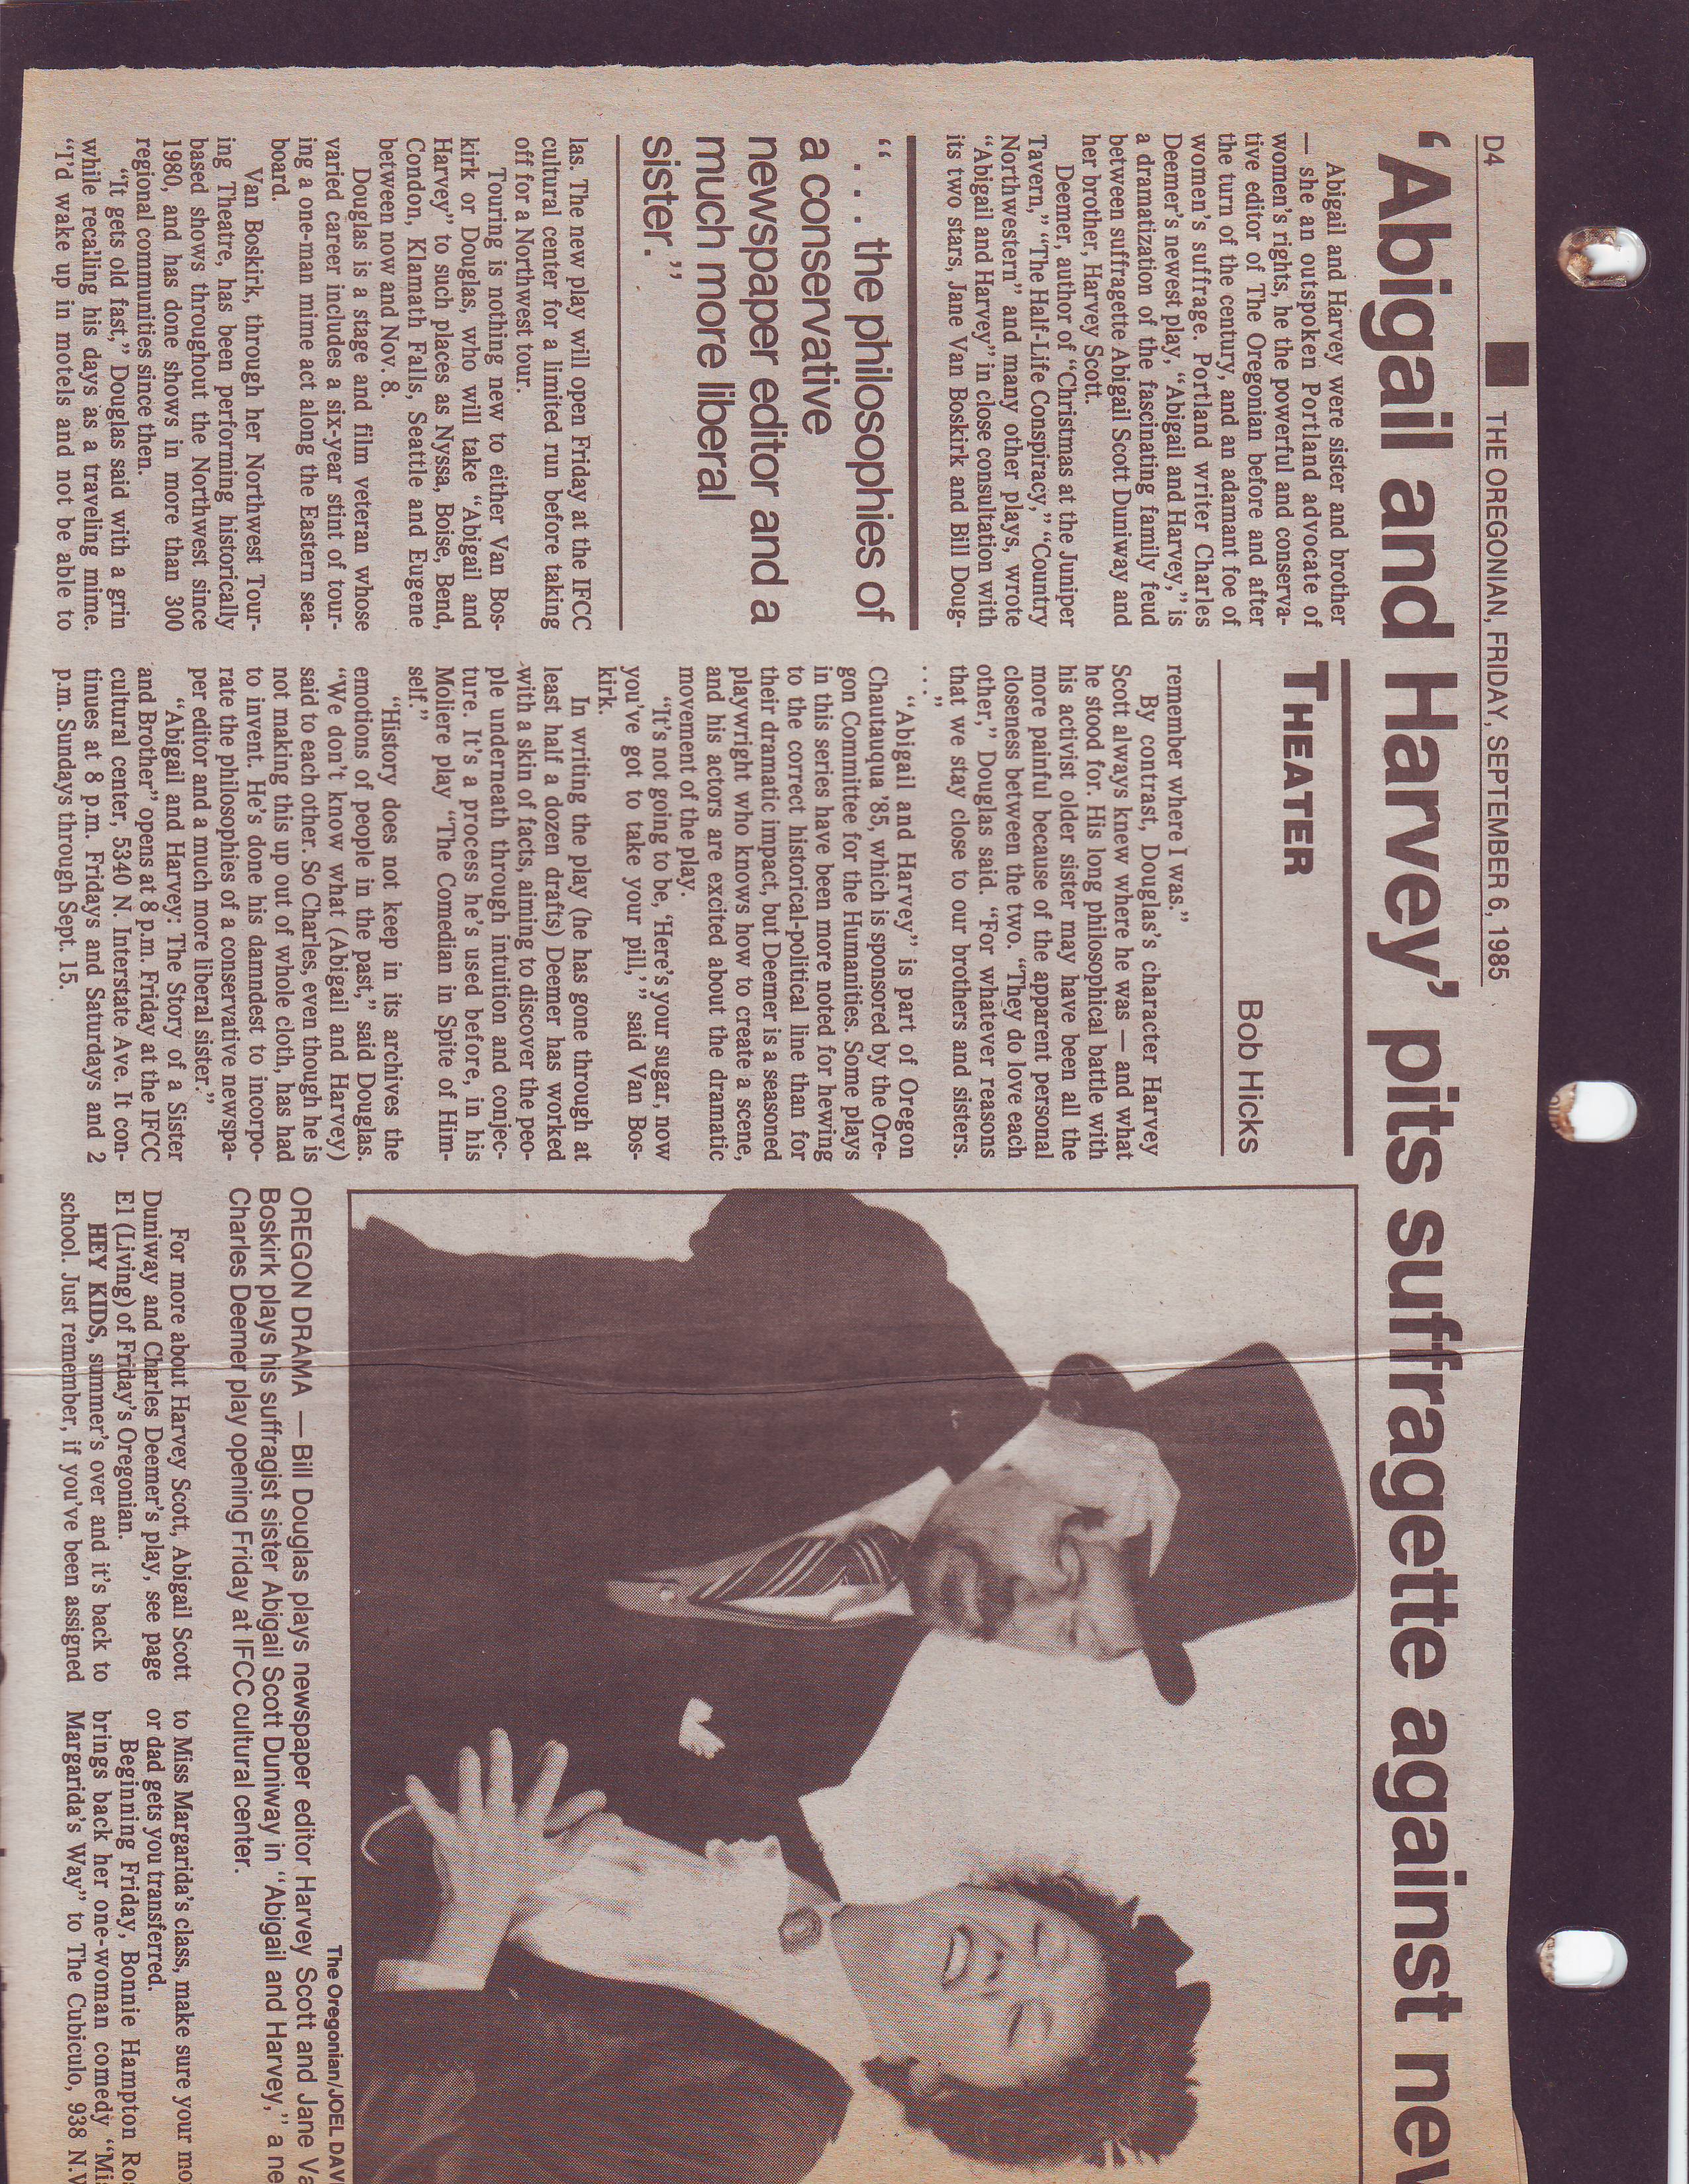 D4 THE OREGONIAN, FRIDAY, SEPTEMBER 6, 1985
‘Abigail and Harvey’ pits suffragette against
Abigail and Harvey were sister and brother
— she an outspoken Portland advocate of
women's rights, he the powerful and conserva-
tive editor of The Oregonian before and after
the turn of the century, and an adamant foe of
women's suffrage. Portland writer Charles
Deemer's newest play, “Abigail and Harvey,” is
a dramatization of the fascinating family feud
between suffragette Abigail Scott Duniway and
her brother, Harvey Scott.
Deemer, author of “Christmas at the Juniper
Tavern,” “The Half-Life Conspiracy,” “Country
Northwestern” and many other plays, wrote
“Abigail and Harvey” in close consultation with
its two stars, Jane Van Boskirk and Bill Doug-
“. . . the philosophies of
a conservative
newspaper editor and a
much more liberal
sister.”
las. The new play will open Friday at the IFCC
cultural center for a limited run before taking
off for a Northwest tour.
Touring is nothing new to either Van Bos-
kirk or Douglas, who will take “Abigail and
Harvey” to such places as Nyssa, Boise, Bend,
Condon, Klamath Falls, Seattle and Eugene
between now and Nov. 8.
Douglas is a stage and film veteran whose
varied career includes a six-year stint of tour-
ing a one-man mime act along the Eastern sea-
board.
Van Boskirk, through her Northwest Tour-
ing Theatre, has been performing historically
based shows throughout the Northwest since
1980, and has done shows in more than 300
regional communities since then.
“It gets old fast,” Douglas said with a grin
while recalling his days as a traveling mime.
“I'd wake up in motels and not be able to
THEATER
Bob Hicks
remember where I was.”
By contrast, Douglas's character Harvey
Scott always knew where he was — and what
he stood for. His long philosophical battle with
his activist older sister may have been all the
more painful because of the apparent personal
closeness between the two. “They do love each
other,” Douglas said. “For whatever reasons
that we stay close to our brothers and sisters.
. . . ”
“Abigail and Harvey” is part of Oregon
Chautauqua '85, which is sponsored by the Ore-
gon Committee for the Humanities. Some plays
in this series have been more noted for hewing
to the correct historical-political line than for
their dramatic impact, but Deemer is a seasoned
playwright who knows how to create a scene,
and his actors are excited about the dramatic
movement of the play.
“It's not going to be, ‘Here's your sugar, now
you've got to take your pill,’ ” said Van Bos-
kirk.
In writing the play (he has gone through at
least half a dozen drafts) Deemer has worked
with a skin of facts, aiming to discover the peo-
ple underneath through intuition and conjec-
ture. It's a process he's used before, in his
Moliere play “The Comedian in Spite of Him-
self.”
“History does not keep in its archives the
emotions of people in the past,” said Douglas.
“We don't know what (Abigail and Harvey)
said to each other. So Charles, even though he is
not making this up out of whole cloth, has had
to invent. He's done his damndest to incorpo-
rate the philosophies of a conservative newspa-
per editor and a much more liberal sister.”
“Abigail and Harvey: The Story of a Sister
and Brother” opens at 8 p.m. Friday at the IFCC
cultural center, 5340 N. Interstate Ave. It con-
tinues at 8 p.m. Fridays and Saturdays and 2
p.m. Sundays through Sept. 15.
The Oregonian/JOEL DAV
OREGON DRAMA — Bill Douglas plays newspaper editor Harvey Scott and Jane Va
Boskirk plays his suffragist sister Abigail Scott Duniway in “Abigail and Harvey,” a ne
Charles Deemer play opening Friday at IFCC cultural center.
For more about Harvey Scott, Abigail Scott
Duniway and Charles Deemer's play, see page
E1 (Living) of Friday's Oregonian.
HEY KIDS, summer's over and it's back to
school. Just remember, if you've been assigned
to Miss Margarida's class, make sure your mo
or dad gets you transferred.
Beginning Friday, Bonnie Hampton Ro
brings back her one-woman comedy “Mi
Margarida's Way” to The Cubiculo, 938 N.